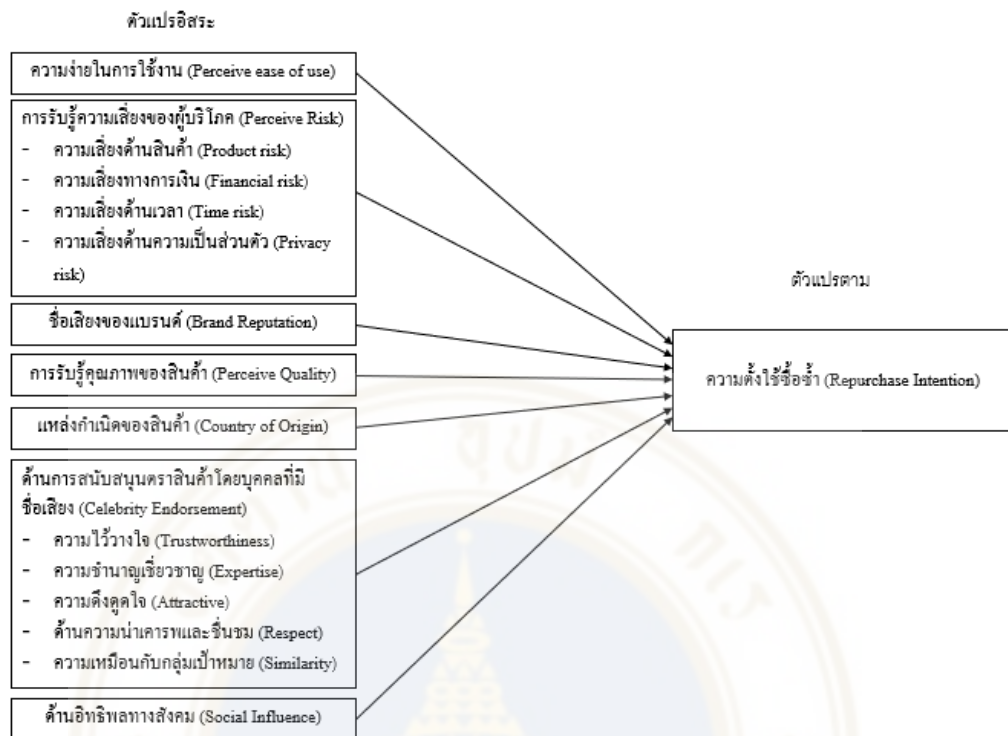 ตัวแปรอิสระ
ความง่ายในการใช้งาน (Perceive ease of use)
การรับรู้ความเสี่ยงของผู้บริโภค (Perceive Risk)
- ความเสี่ยงด้านสินค้า (Product risk)
- ความเสี่ยงทางการเงิน (Financial risk)
- ความเสี่ยงด้านเวลา (Time risk)
- ความเสี่ยงด้านความเป็นส่วนตัว (Privacy
risk)
ชื่อเสียงของแบรนด์ (Brand Reputation)
การรับรู้คุณภาพของสินค้า (Perceive Quality)
แหล่งกำเนิดของสินค้า (Country of Origin)
ด้านการสนับสนุนตราสินค้าโดยบุคคลที่มี
ชื่อเสียง (Celebrity Endorsement)
- ความไว้วางใจ (Trustworthiness)
- ความชำนาญเชี่ยวชาญ (Expertise)
- ความดึงดูดใจ (Attractive)
- ด้านความน่าเคารพและชื่นชม (Respect)
- ความเหมือนกับกลุ่มเป้าหมาย (Similarity)
ด้านอิทธิพลทางสังคม (Social Influence)
ตัวแปรตาม
ความตั้งใช้ซื้อซ้ำ (Repurchase Intention)